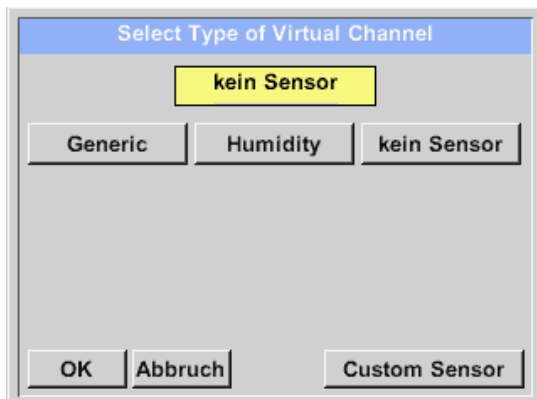 Select Type of Virtual Channel
kein Sensor
Generic Humidity kein Sensor
OK Abbruch Custom Sensor